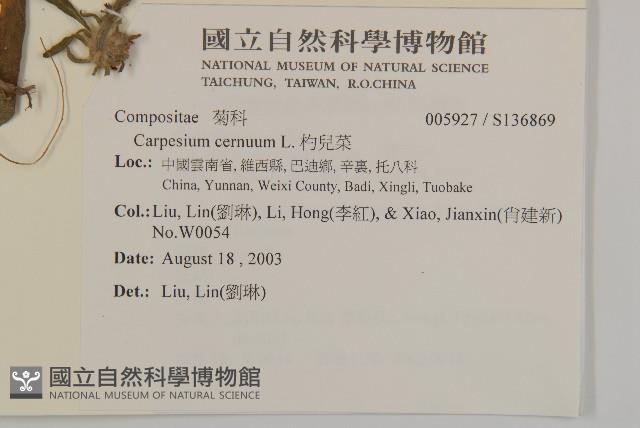 國立自然科學博物館
NATIONAL MUSEUM OF NATURAL SCIENCE
TAICHUNG, TAIWAN, R.O.CHINA
Compositae 菊科 005927 / S136869
Carpesium cernuum L. 杓兒菜
Loc.: 中國雲南省, 維西縣, 巴迪鄉, 辛裏, 托八科
China, Yunnan, Weixi County, Badi, Xingli, Tuobake
Col.: Liu, Lin(劉琳), Li, Hong(李紅), & Xiao, Jianxin(肖建新)
No.W0054
Date: August 18 , 2003
Det.: Liu, Lin(劉琳)
國立自然科學博物館
NATIONAL MUSEUM OF NATURAL SCIENCE